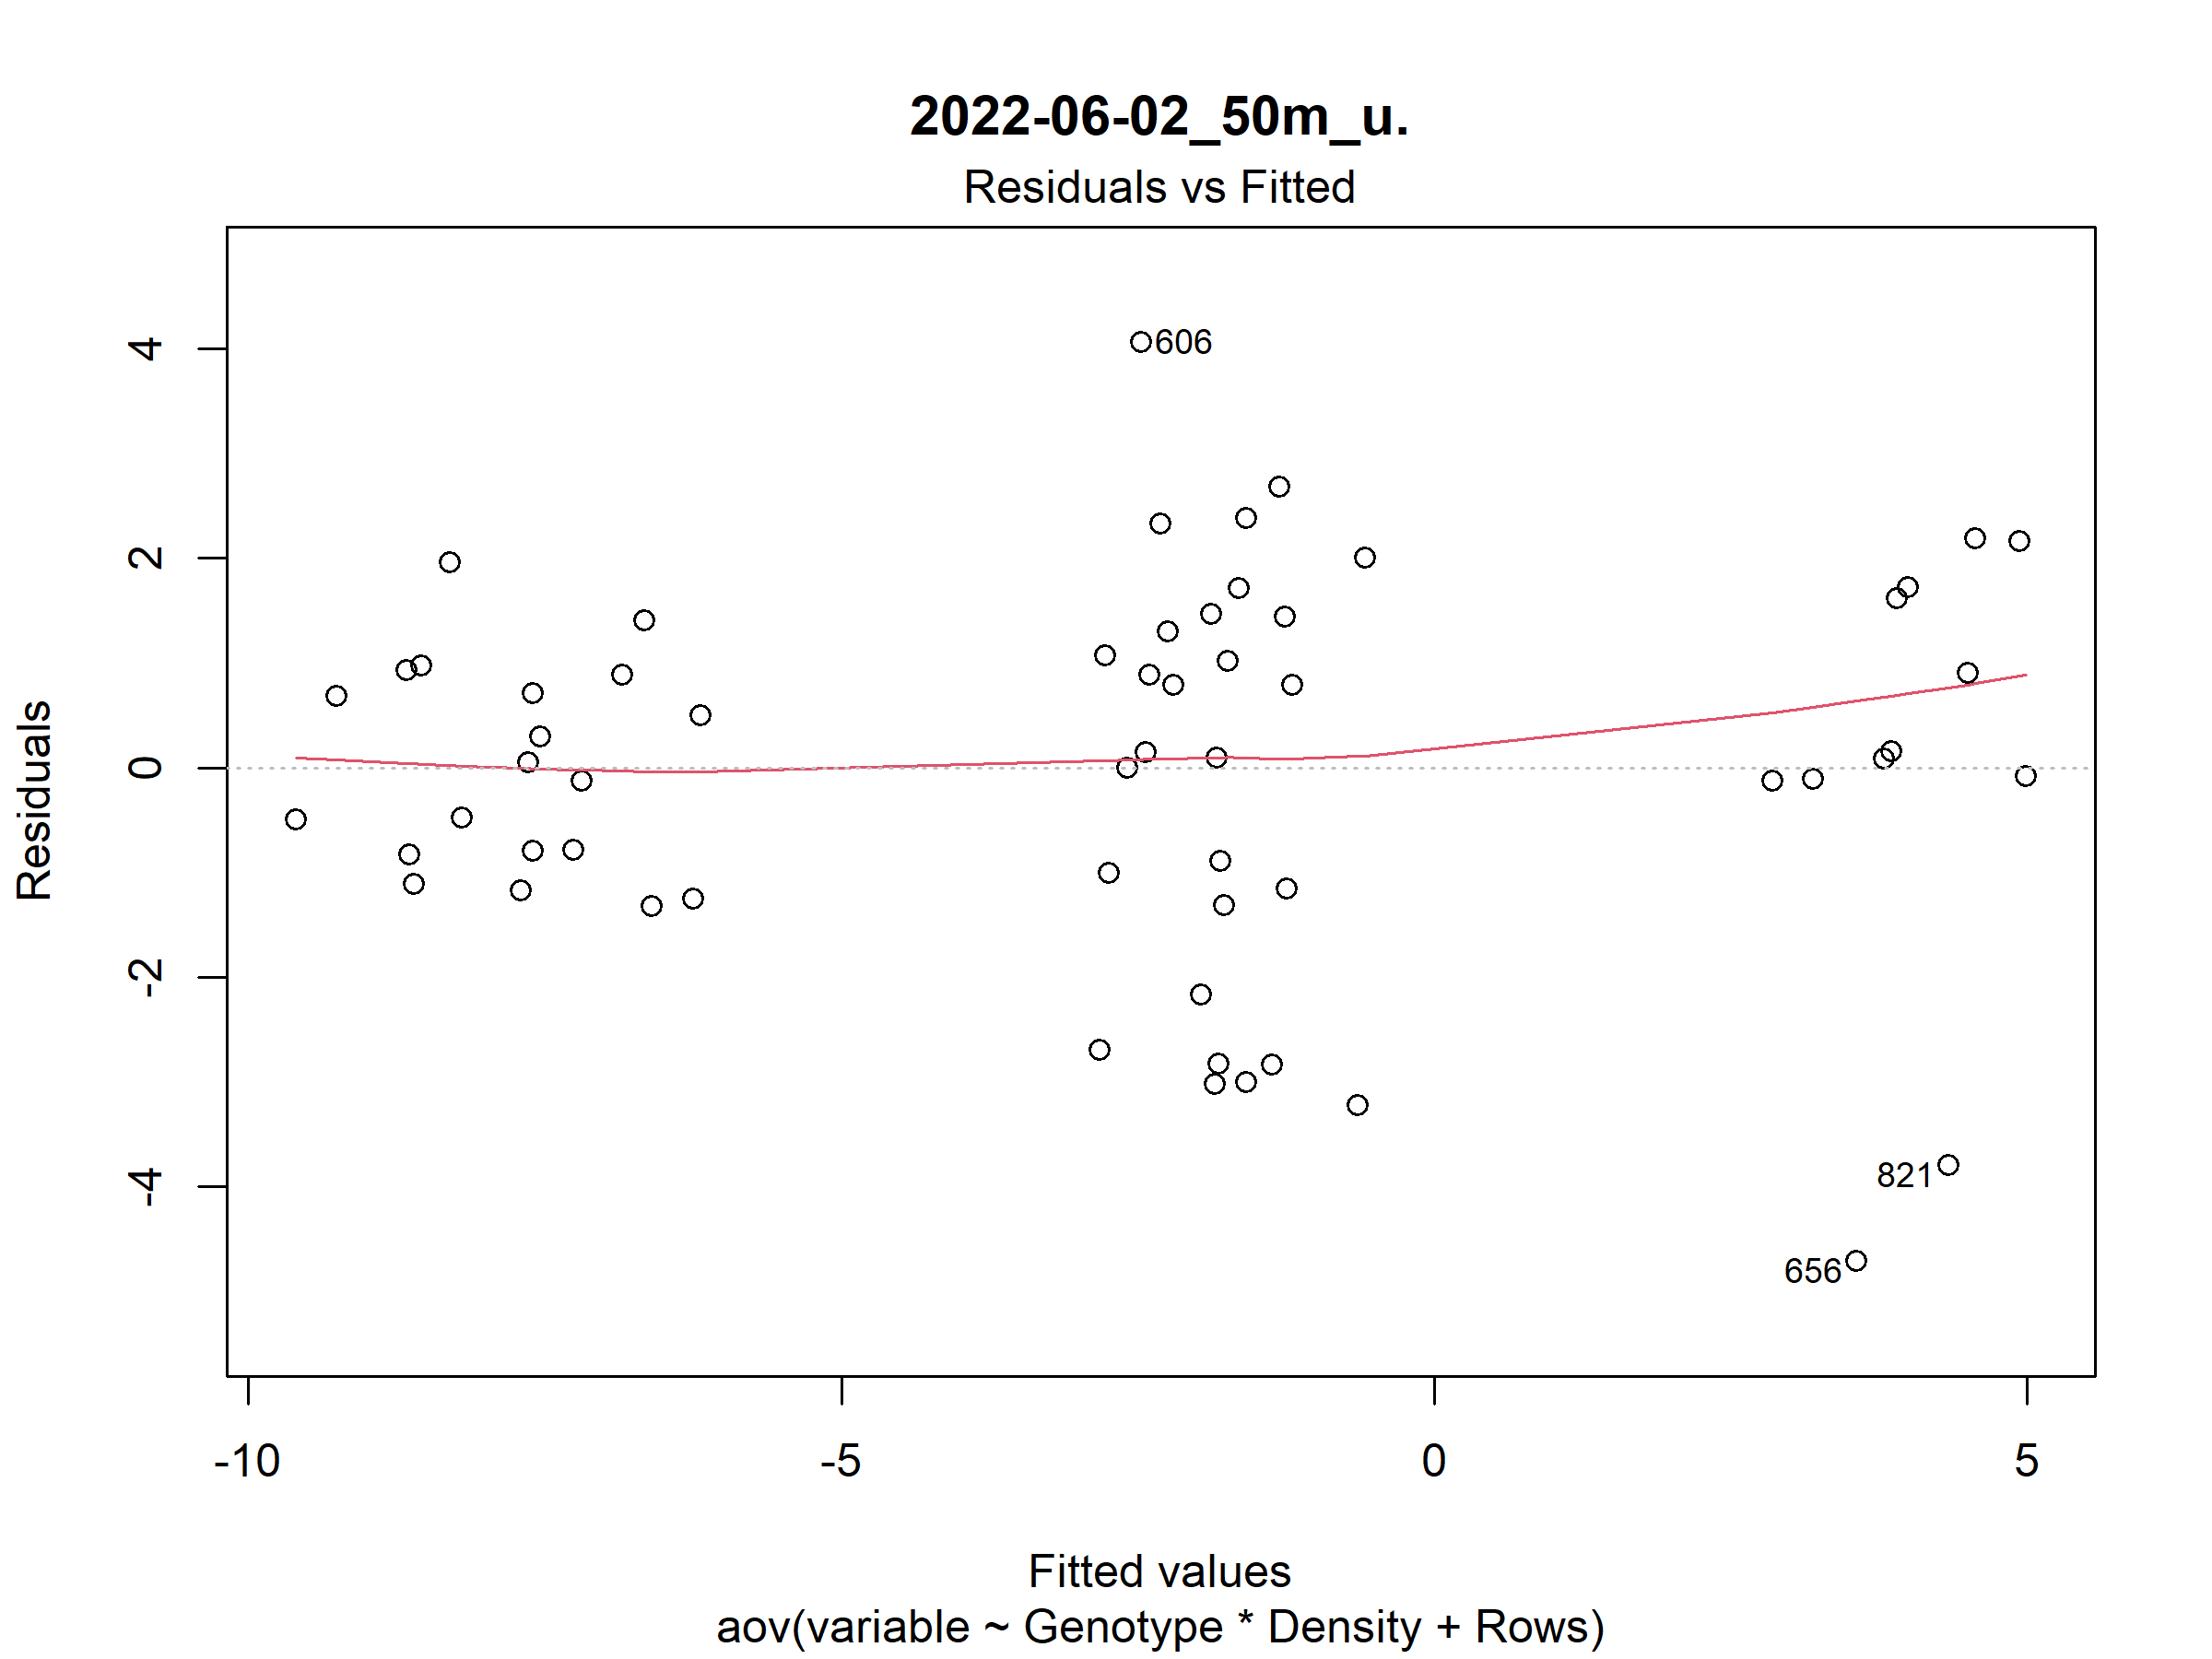 2022-06-02_50m_u.
Residuals vs Fitted
Residuals
4
2
0
-2
-4
606
821
656
-10
-5
0
5
Fitted values
aov(variable ~ Genotype * Density + Rows)